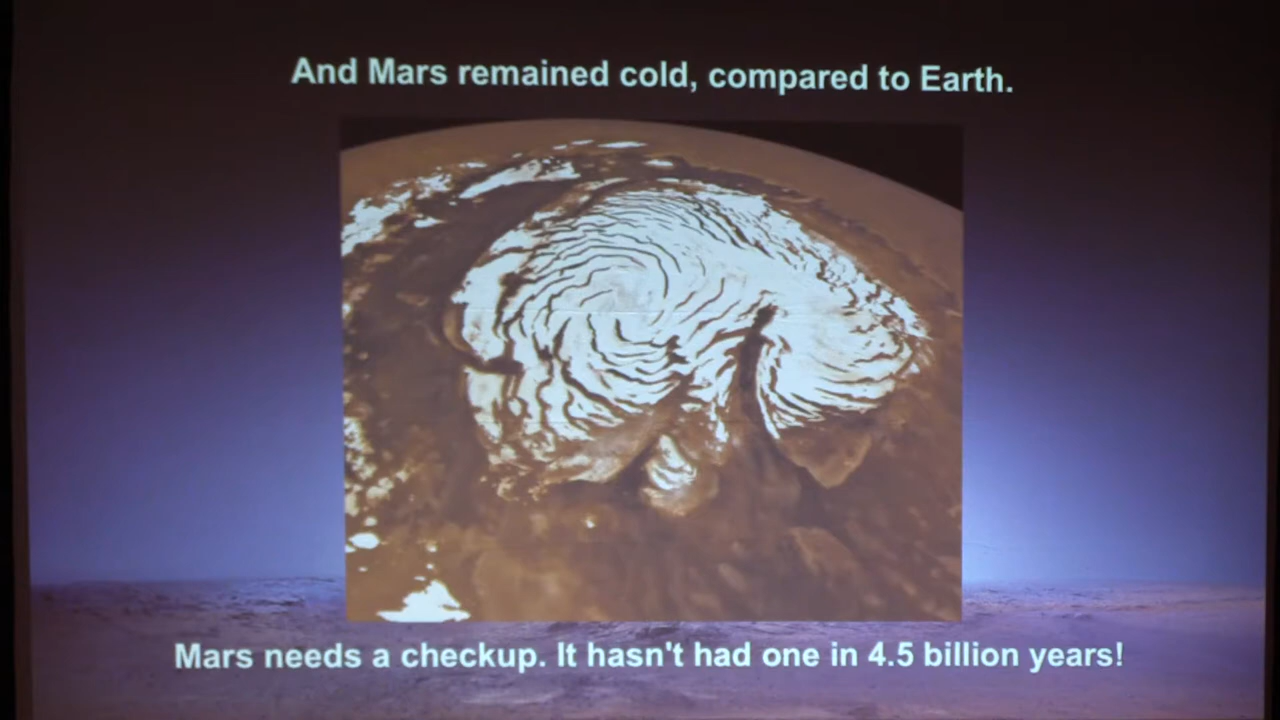 And Mars remained cold, compared to Earth.
Mars needs a checkup. It hasn't had one in 4.5 billion years!